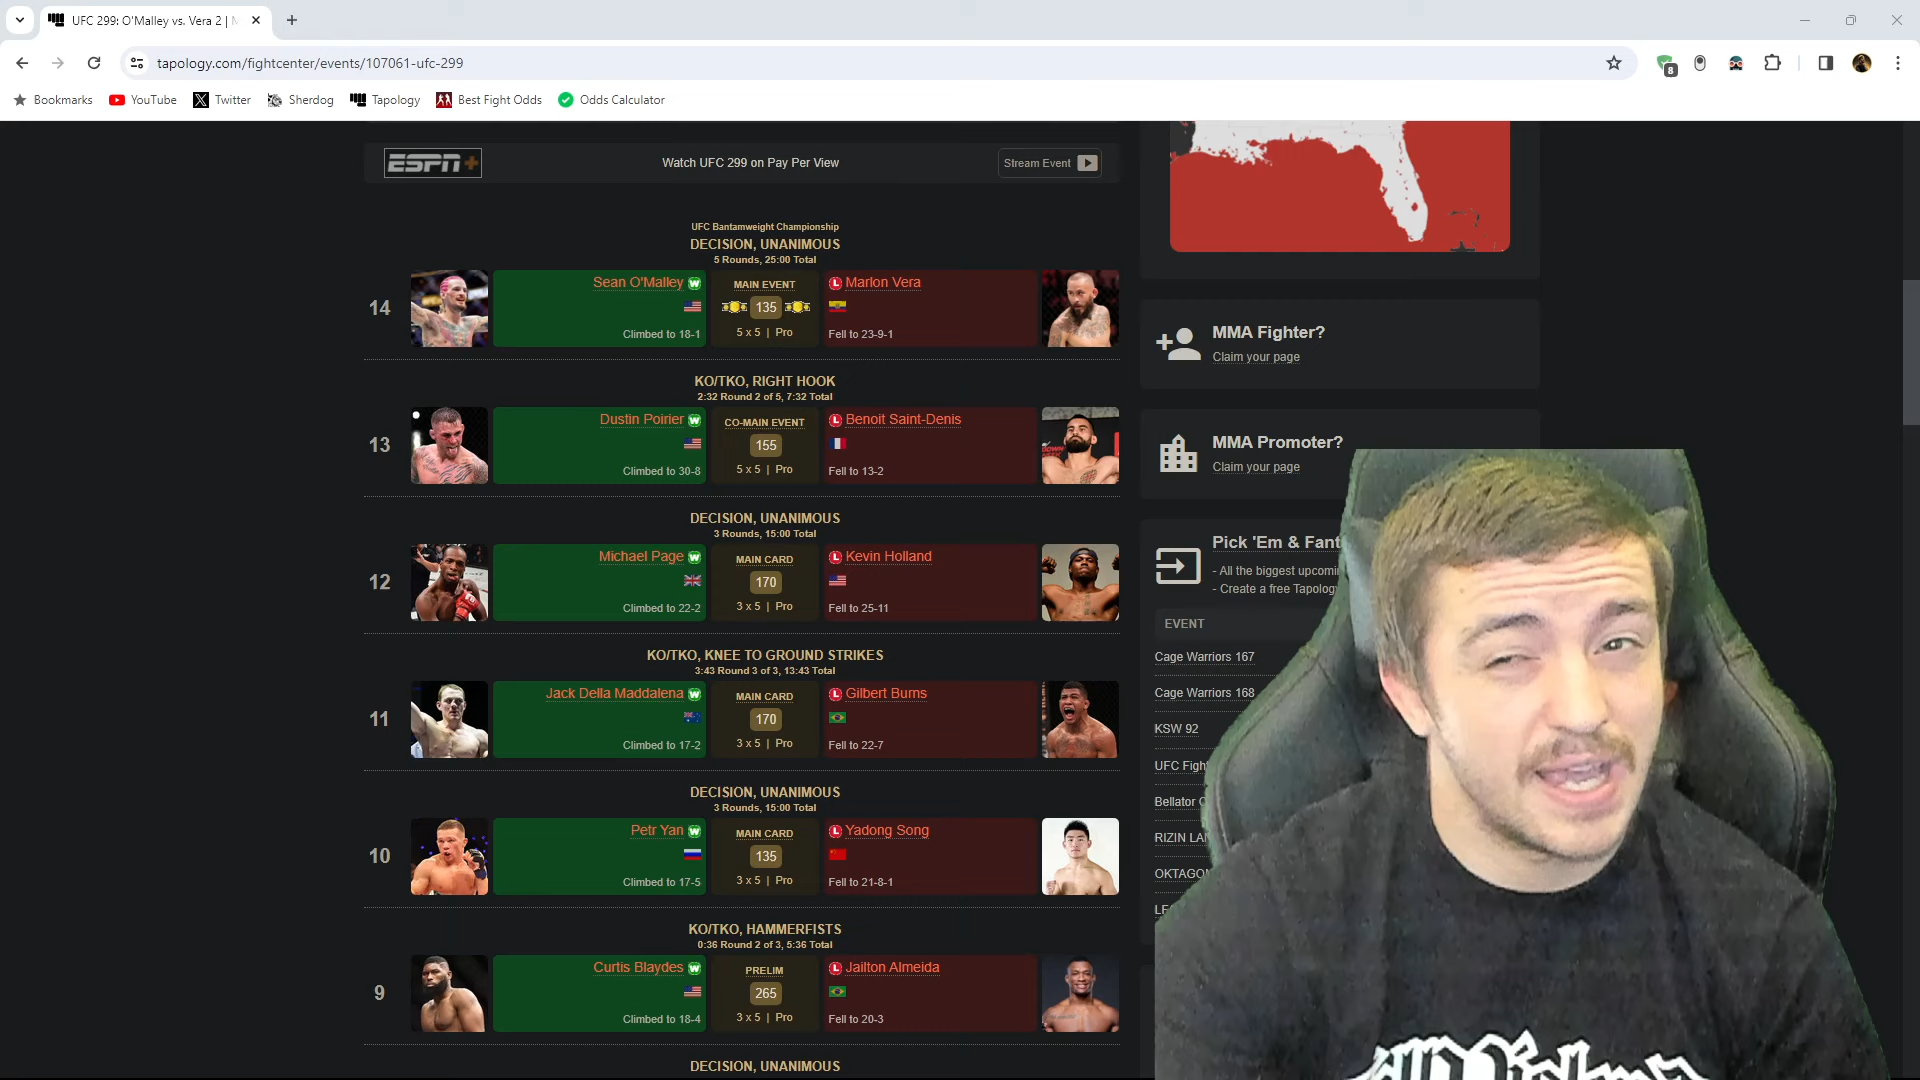 UFC 299: O'Malley vs. Vera 2 |
tapology.com/fightcenter/events/107061-ufc-299
8
Bookmarks YouTube Twitter Sherdog Tapology Best Fight Odds Odds Calculator
ESPN+ Watch UFC 299 on Pay Per View Stream Event
UFC Bantamweight Championship
DECISION, UNANIMOUS
5 Rounds, 25:00 Total
Sean O'Malley W MAIN EVENT L Marlon Vera
14 135
Climbed to 18-1 5 x 5 | Pro Fell to 23-9-1
KO/TKO, RIGHT HOOK
2:32 Round 2 of 5, 7:32 Total
Dustin Poirier W CO-MAIN EVENT L Benoit Saint-Denis
13 155
Climbed to 30-8 5 x 5 | Pro Fell to 13-2
DECISION, UNANIMOUS
3 Rounds, 15:00 Total
Michael Page W MAIN CARD L Kevin Holland
12 170
Climbed to 22-2 3 x 5 | Pro Fell to 25-11
KO/TKO, KNEE TO GROUND STRIKES
3:43 Round 3 of 3, 13:43 Total
Jack Della Maddalena W MAIN CARD L Gilbert Burns
11 170
Climbed to 17-2 3 x 5 | Pro Fell to 22-7
DECISION, UNANIMOUS
3 Rounds, 15:00 Total
Petr Yan W MAIN CARD L Yadong Song
10 135
Climbed to 17-5 3 x 5 | Pro Fell to 21-8-1
KO/TKO, HAMMERFISTS
0:36 Round 2 of 3, 5:36 Total
Curtis Blaydes W PRELIM L Jailton Almeida
9 265
Climbed to 18-4 3 x 5 | Pro Fell to 20-3
DECISION, UNANIMOUS
MMA Fighter?
Claim your page
MMA Promoter?
Claim your page
Pick 'Em & Fant
- All the biggest upcomi
- Create a free Tapolog
EVENT
Cage Warriors 167
Cage Warriors 168
KSW 92
UFC Figh
Bellator
RIZIN LA
OKTAGO